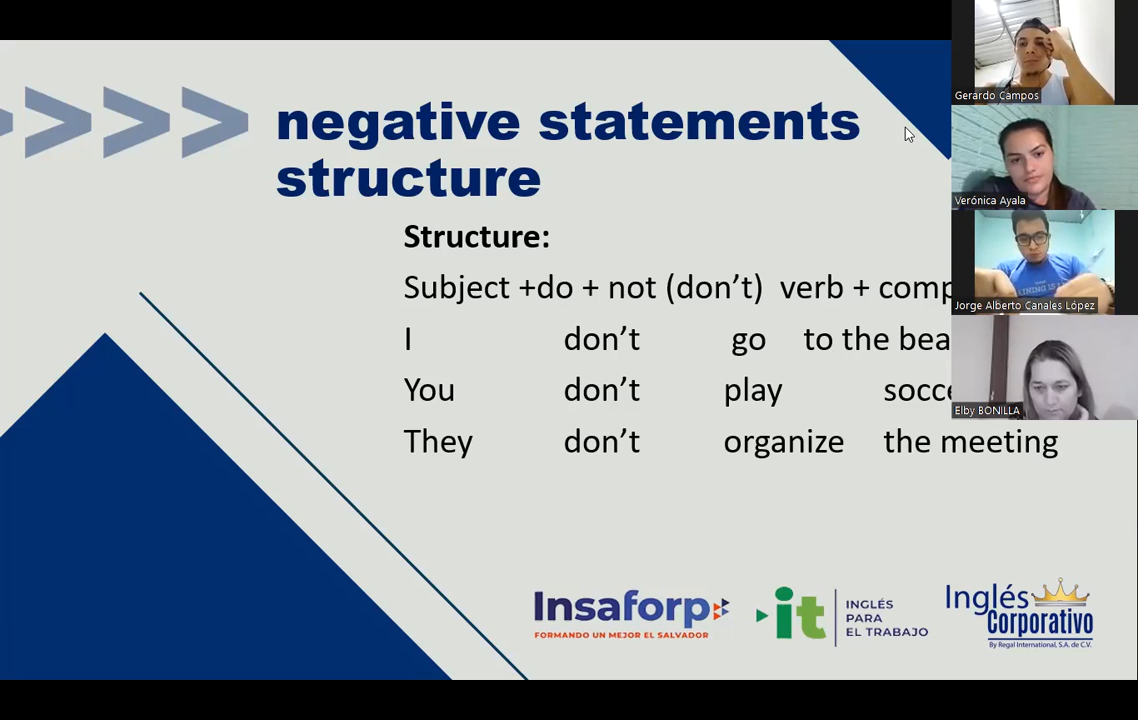 negative statements
structure
Structure:
Subject +do + not (don't) verb + comp
I don't go to the bea
You don't play socce
They don't organize the meeting
Gerardo Campos
Verónica Ayala
Jorge Alberto Canales López
Elby BONILLA
Insaforp
FORMANDO UN MEJOR EL SALVADOR
it
INGLÉS
PARA
EL TRABAJO
Inglés
Corporativo
By Regal International, S.A. de C.V.